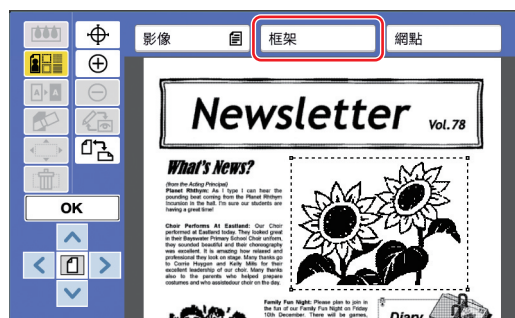 影像
框架
網點
A
A
OK
Newsletter Vol. 78
What's News?
(from the Acting Principal)
Planet Rhthym: As I type I can hear the
pounding beat coming from the Planet Rhthym
Incursion in the hall. I'm sure our students are
having a great time!
Choir Performs At Eastland: Our Choir
performed at Eastland today. They looked great
in their Bayswater Primary School Choir uniform,
they sounded beautiful and their choreography
was excellent. It is amazing how relaxed and
professional they look on stage. Many thanks go
to Corrie Huygen and Kelly Mills for their
excellent leadership of our choir. Many thanks
also to the parents who helped prepare
costumes and who assistedour choir on the day.
Family Fun Night: Please plan to join in
the fun of our Family Fun Night on Friday
10th December. There will be games,
Diary